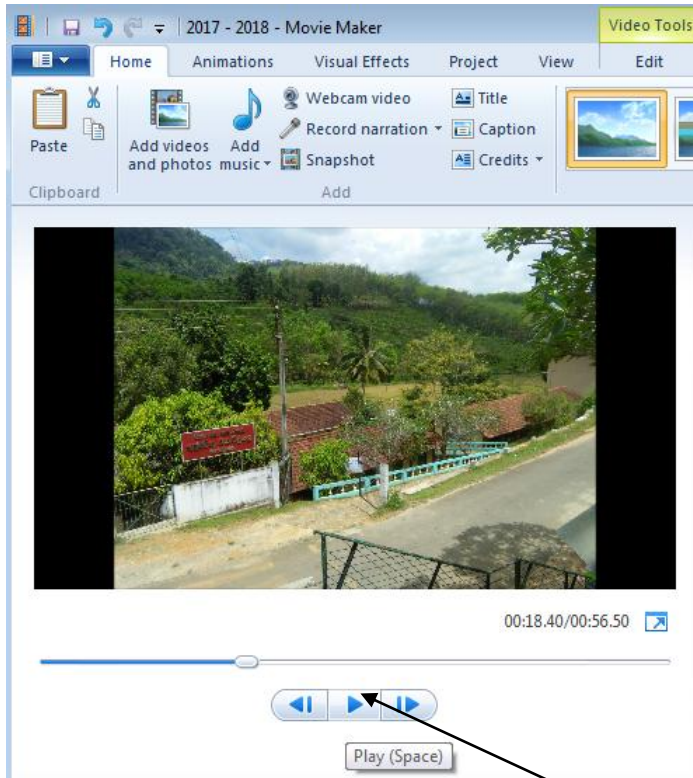 2017 - 2018 - Movie Maker
Video Tools
Home
Animations
Visual Effects
Project
View
Edit
Paste
Clipboard
Add videos
and photos
Add
music
Webcam video
Record narration
Snapshot
Title
Caption
Credits
Add
00:18.40/00:56.50
Play (Space)